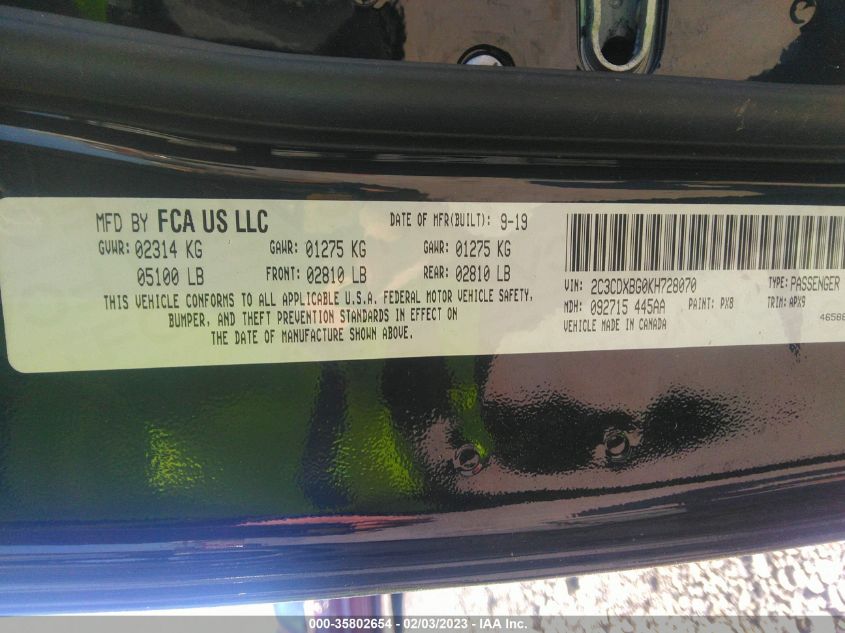 MFD BY FCA US LLC DATE OF MFR(BUILT): 9-19
GVWR: 02314 KG GAWR: 01275 KG GAWR: 01275 KG
05100 LB FRONT: 02810 LB REAR: 02810 LB
THIS VEHICLE CONFORMS TO ALL APPLICABLE U.S.A. FEDERAL MOTOR VEHICLE SAFETY,
BUMPER, AND THEFT PREVENTION STANDARDS IN EFFECT ON
THE DATE OF MANUFACTURE SHOWN ABOVE.
VIN: 2C3CDXBG0KH728070 TYPE: PASSENGER
MDH: 092715 445AA PAINT: PX8 TRIM: APX9
VEHICLE MADE IN CANADA
000-35802654 - 02/03/2023 - IAA Inc.